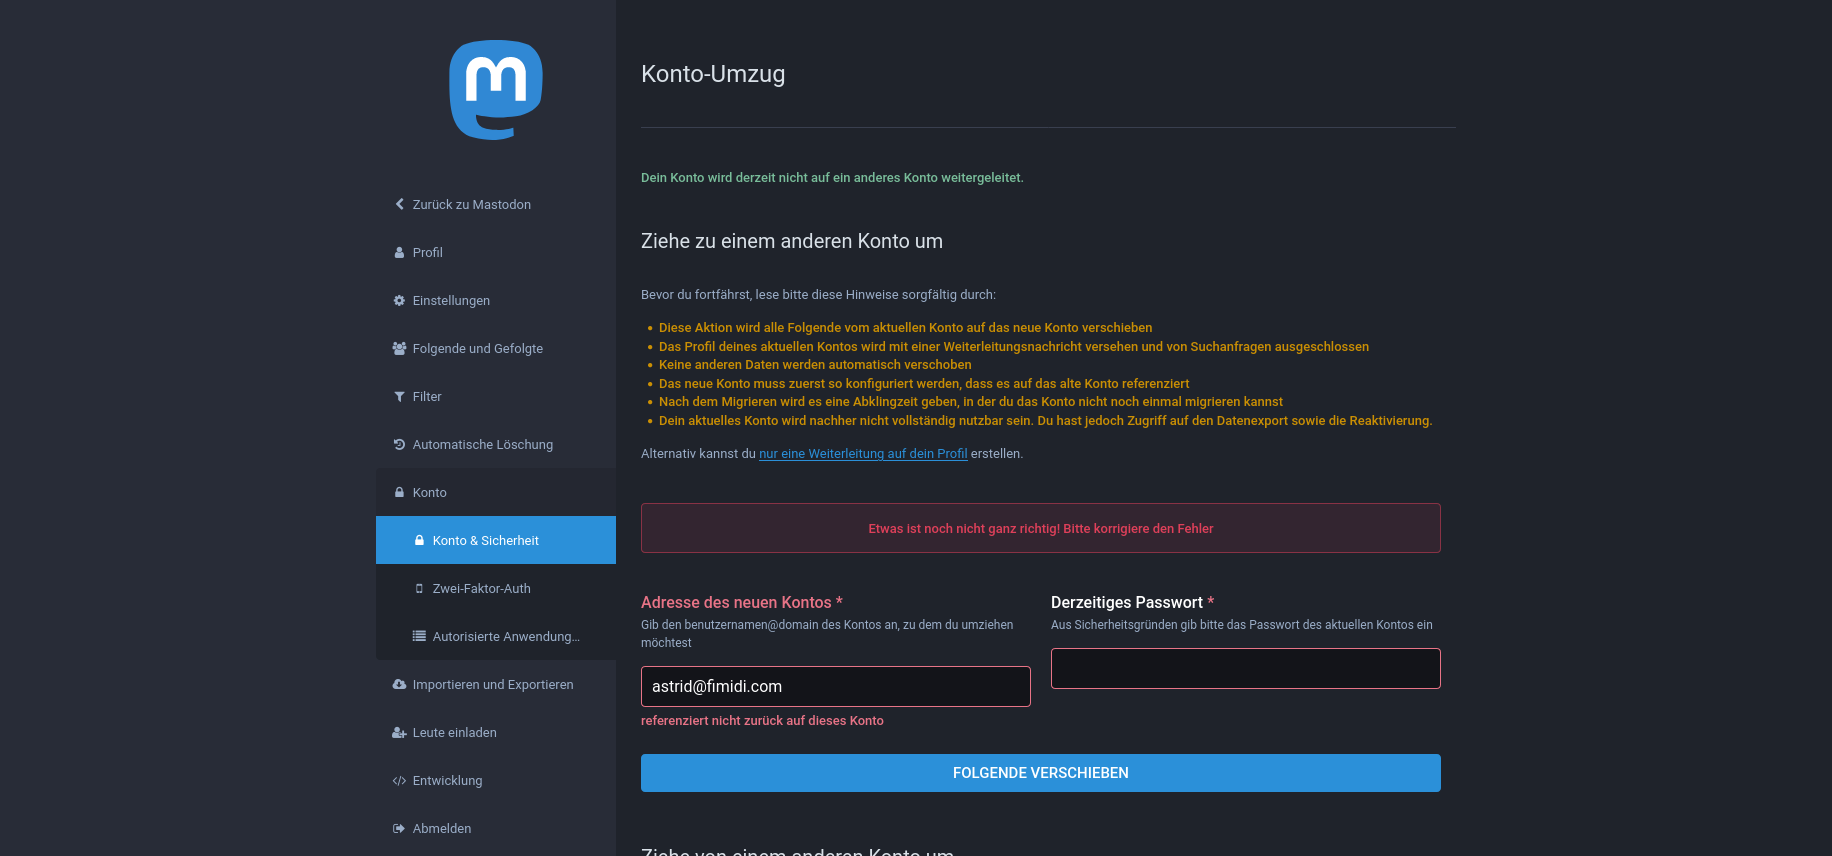 Zurück zu Mastodon
Profil
Einstellungen
Folgende und Gefolgte
Filter
Automatische Löschung
Konto
Konto & Sicherheit
Zwei-Faktor-Auth
Autorisierte Anwendung…
Importieren und Exportieren
Leute einladen
Entwicklung
Abmelden
Konto-Umzug
Dein Konto wird derzeit nicht auf ein anderes Konto weitergeleitet.
Ziehe zu einem anderen Konto um
Bevor du fortfährst, lese bitte diese Hinweise sorgfältig durch:
• Diese Aktion wird alle Folgende vom aktuellen Konto auf das neue Konto verschieben
• Das Profil deines aktuellen Kontos wird mit einer Weiterleitungsnachricht versehen und von Suchanfragen ausgeschlossen
• Keine anderen Daten werden automatisch verschoben
• Das neue Konto muss zuerst so konfiguriert werden, dass es auf das alte Konto referenziert
• Nach dem Migrieren wird es eine Abklingzeit geben, in der du das Konto nicht noch einmal migrieren kannst
• Dein aktuelles Konto wird nachher nicht vollständig nutzbar sein. Du hast jedoch Zugriff auf den Datenexport sowie die Reaktivierung.
Alternativ kannst du nur eine Weiterleitung auf dein Profil erstellen.
Etwas ist noch nicht ganz richtig! Bitte korrigiere den Fehler
Adresse des neuen Kontos *
Gib den benutzernamen@domain des Kontos an, zu dem du umziehen
möchtest
astrid@fimidi.com
referenziert nicht zurück auf dieses Konto
Derzeitiges Passwort *
Aus Sicherheitsgründen gib bitte das Passwort des aktuellen Kontos ein
FOLGENDE VERSCHIEBEN
Ziehe von einem anderen Konto um